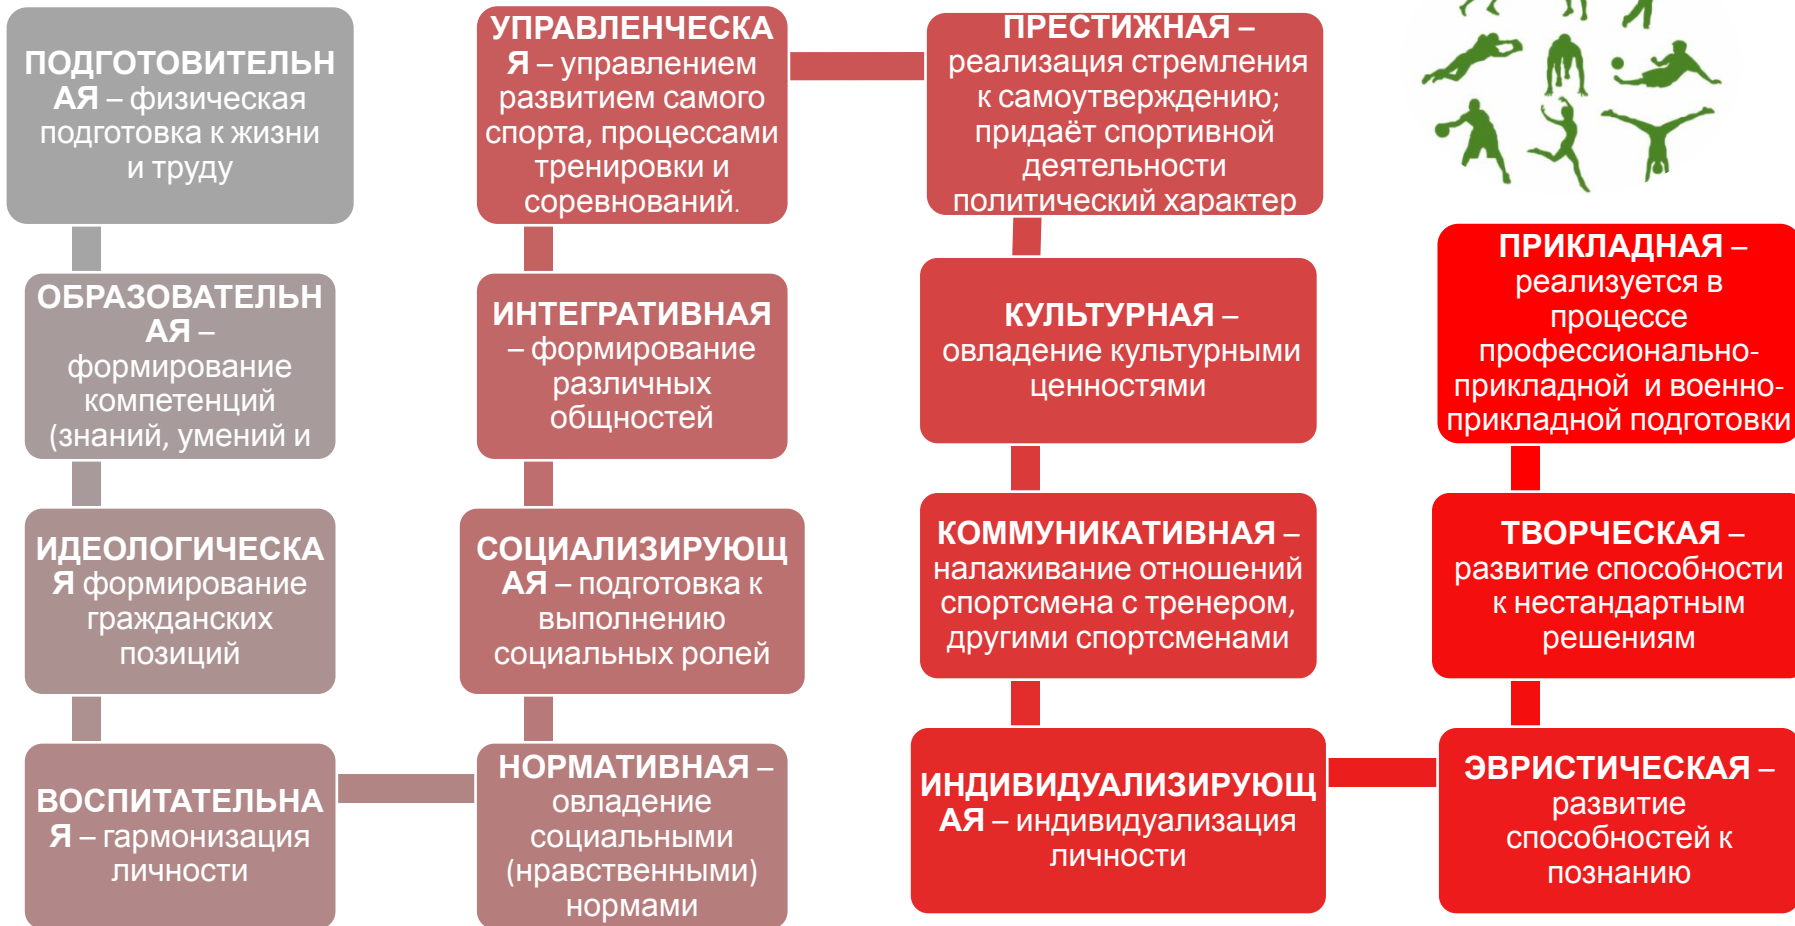 ПОДГОТОВИТЕЛЬН
АЯ – физическая
подготовка к жизни
и труду
ОБРАЗОВАТЕЛЬН
АЯ –
формирование
компетенций
(знаний, умений и
ИДЕОЛОГИЧЕСКА
Я формирование
гражданских
позиций
ВОСПИТАТЕЛЬНА
Я – гармонизация
личности
НОРМАТИВНАЯ –
овладение
социальными
(нравственными)
нормами
СОЦИАЛИЗИРУЮЩ
АЯ – подготовка к
выполнению
социальных ролей
ИНТЕГРАТИВНАЯ
– формирование
различных
общностей
УПРАВЛЕНЧЕСКА
Я – управлением
развитием самого
спорта, процессами
тренировки и
соревнований.
ПРЕСТИЖНАЯ –
реализация стремления
к самоутверждению;
придаёт спортивной
деятельности
политический характер
КУЛЬТУРНАЯ –
овладение культурными
ценностями
КОММУНИКАТИВНАЯ –
налаживание отношений
спортсмена с тренером,
другими спортсменами
ИНДИВИДУАЛИЗИРУЮЩ
АЯ – индивидуализация
личности
ЭВРИСТИЧЕСКАЯ –
развитие
способностей к
познанию
ТВОРЧЕСКАЯ –
развитие способности
к нестандартным
решениям
ПРИКЛАДНАЯ –
реализуется в
процессе
профессионально-
прикладной и военно-
прикладной подготовки